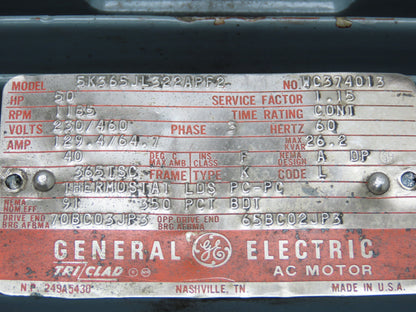 MODEL 5K365JL322APF2 NO. WC374013
HP 50 SERVICE FACTOR 1.15
RPM 1185 TIME RATING CONT
VOLTS 230/460 PHASE 3 HERTZ 60
AMP. 129.4/64.7 MAX. KVAR 26.2
40 DEG C MAX AMB INS CLASS F NEMA DESIGN A DP
365TSC FRAME TYPE K CODE L
THERMOSTAT LDS PC-PC
NEMA NOM EFF 91 350 PCT BDT
DRIVE END BRG AFBMA 70BC03JP3 OPP DRIVE END BRG AFBMA 65BC02JP3
GENERAL GE ELECTRIC
TRI CLAD ® AC MOTOR
N.P. 249A5430 NASHVILLE, TN. MADE IN U.S.A.